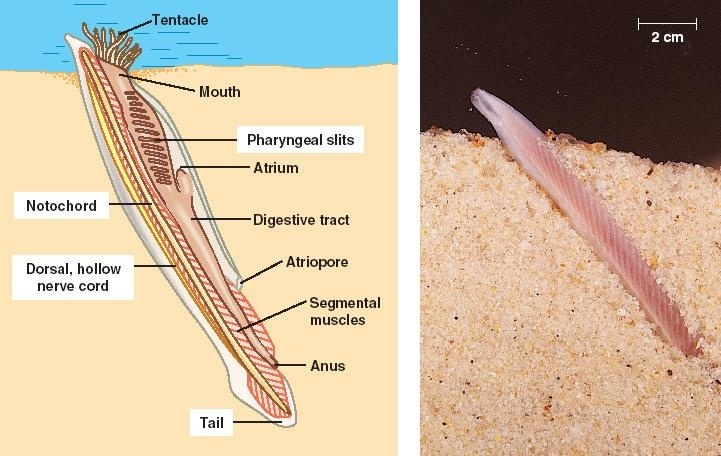 Tentacle
Mouth
Pharyngeal slits
Atrium
Notochord
Digestive tract
Dorsal, hollow
nerve cord
Atriopore
Segmental
muscles
Anus
Tail
2 cm